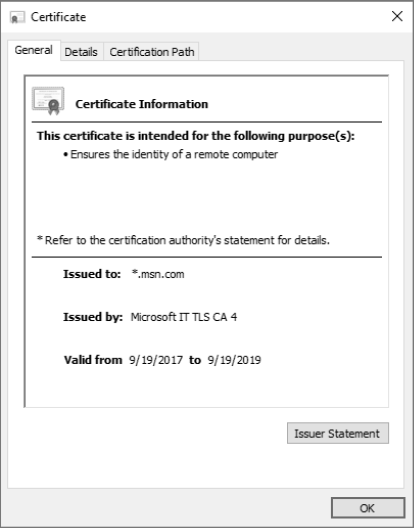 Certificate
General Details Certification Path
Certificate Information
This certificate is intended for the following purpose(s):
• Ensures the identity of a remote computer
* Refer to the certification authority's statement for details.
Issued to: *.msn.com
Issued by: Microsoft IT TLS CA 4
Valid from 9/19/2017 to 9/19/2019
Issuer Statement
OK